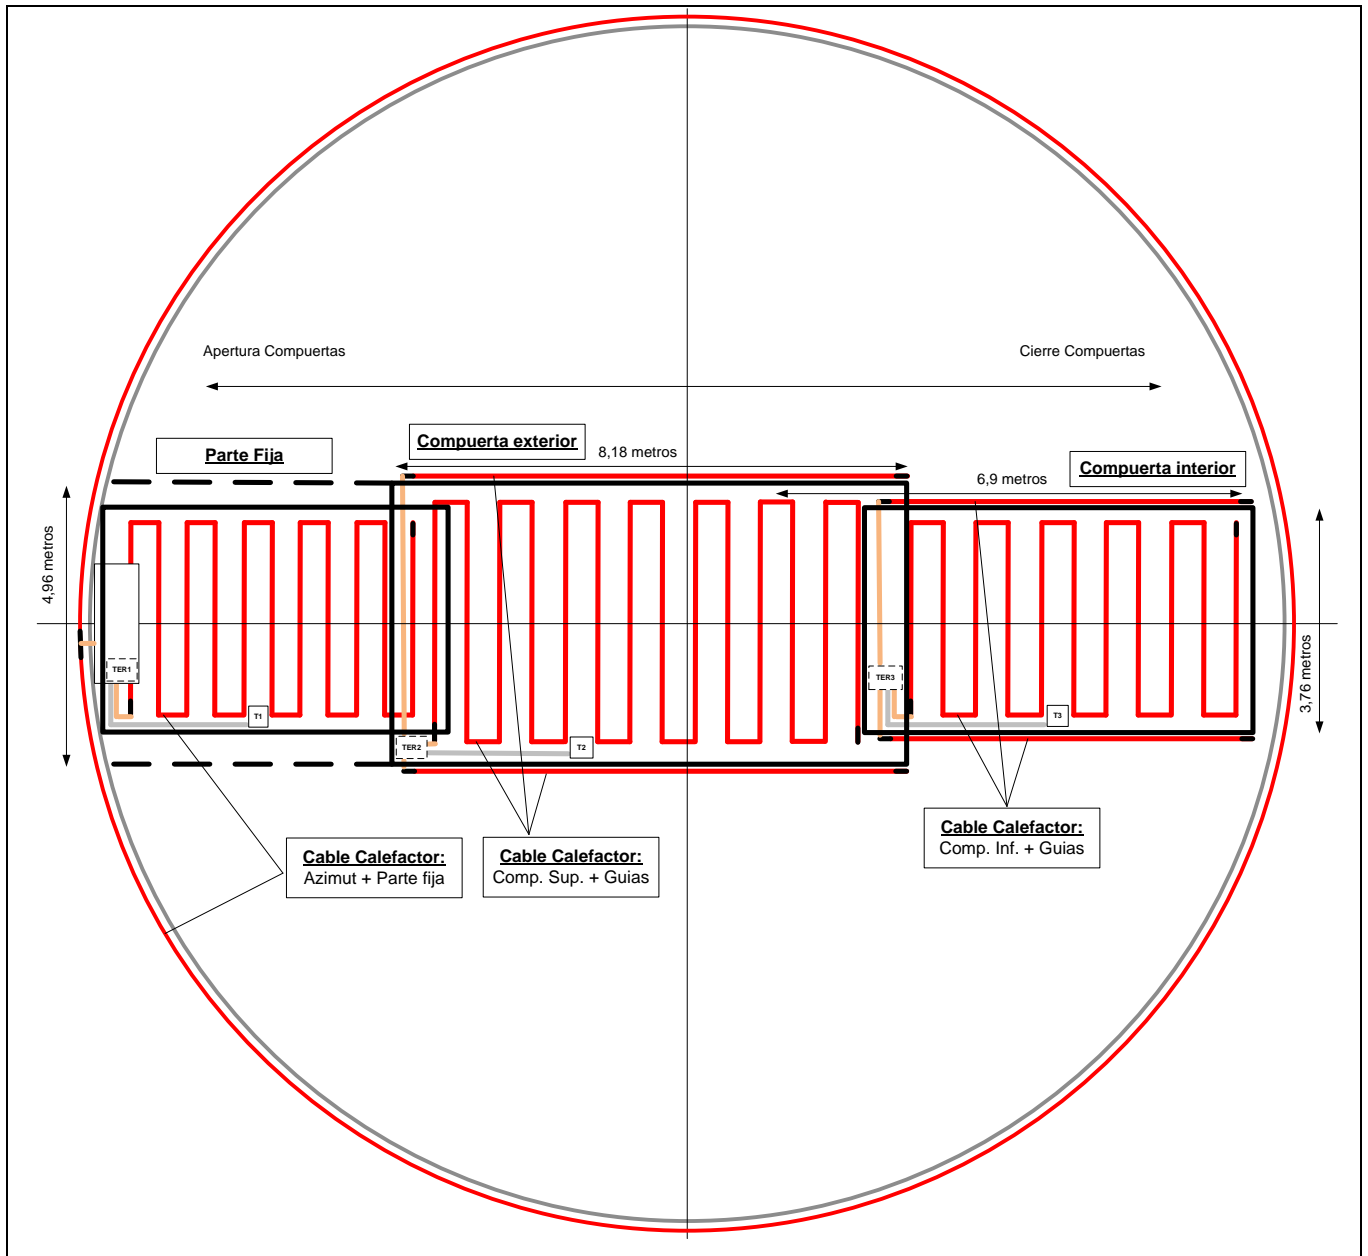 Apertura Compuertas
Cierre Compuertas
Parte Fija
Compuerta exterior
8,18 metros
Compuerta interior
6,9 metros
4,96 metros
3,76 metros
TER1
T1
TER2
T2
TER3
T3
Cable Calefactor:
Azimut + Parte fija
Cable Calefactor:
Comp. Sup. + Guias
Cable Calefactor:
Comp. Inf. + Guias